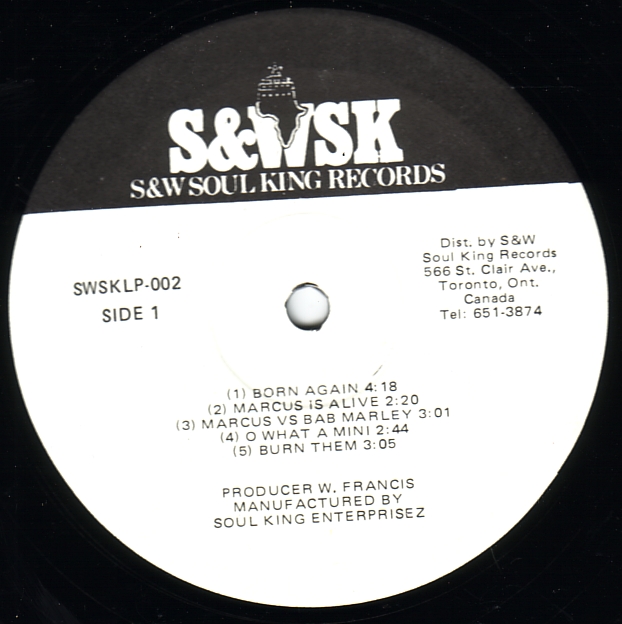 S&WSK
S&W SOUL KING RECORDS
SWSKLP-002
SIDE 1
Dist. by S&W
Soul King Records
566 St. Clair Ave.,
Toronto, Ont.
Canada
Tel: 651-3874
(1) BORN AGAIN 4:18
(2) MARCUS iS ALIVE 2:20
(3) MARCUS VS BAB MARLEY 3:01
(4) O WHAT A MINI 2:44
(5) BURN THEM 3:05
PRODUCER W. FRANCIS
MANUFACTURED BY
SOUL KING ENTERPRISEZ